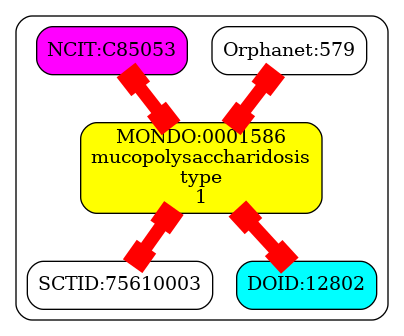 NCIT:C85053
Orphanet:579
MONDO:0001586
mucopolysaccharidosis
type
1
SCTID:75610003
DOID:12802